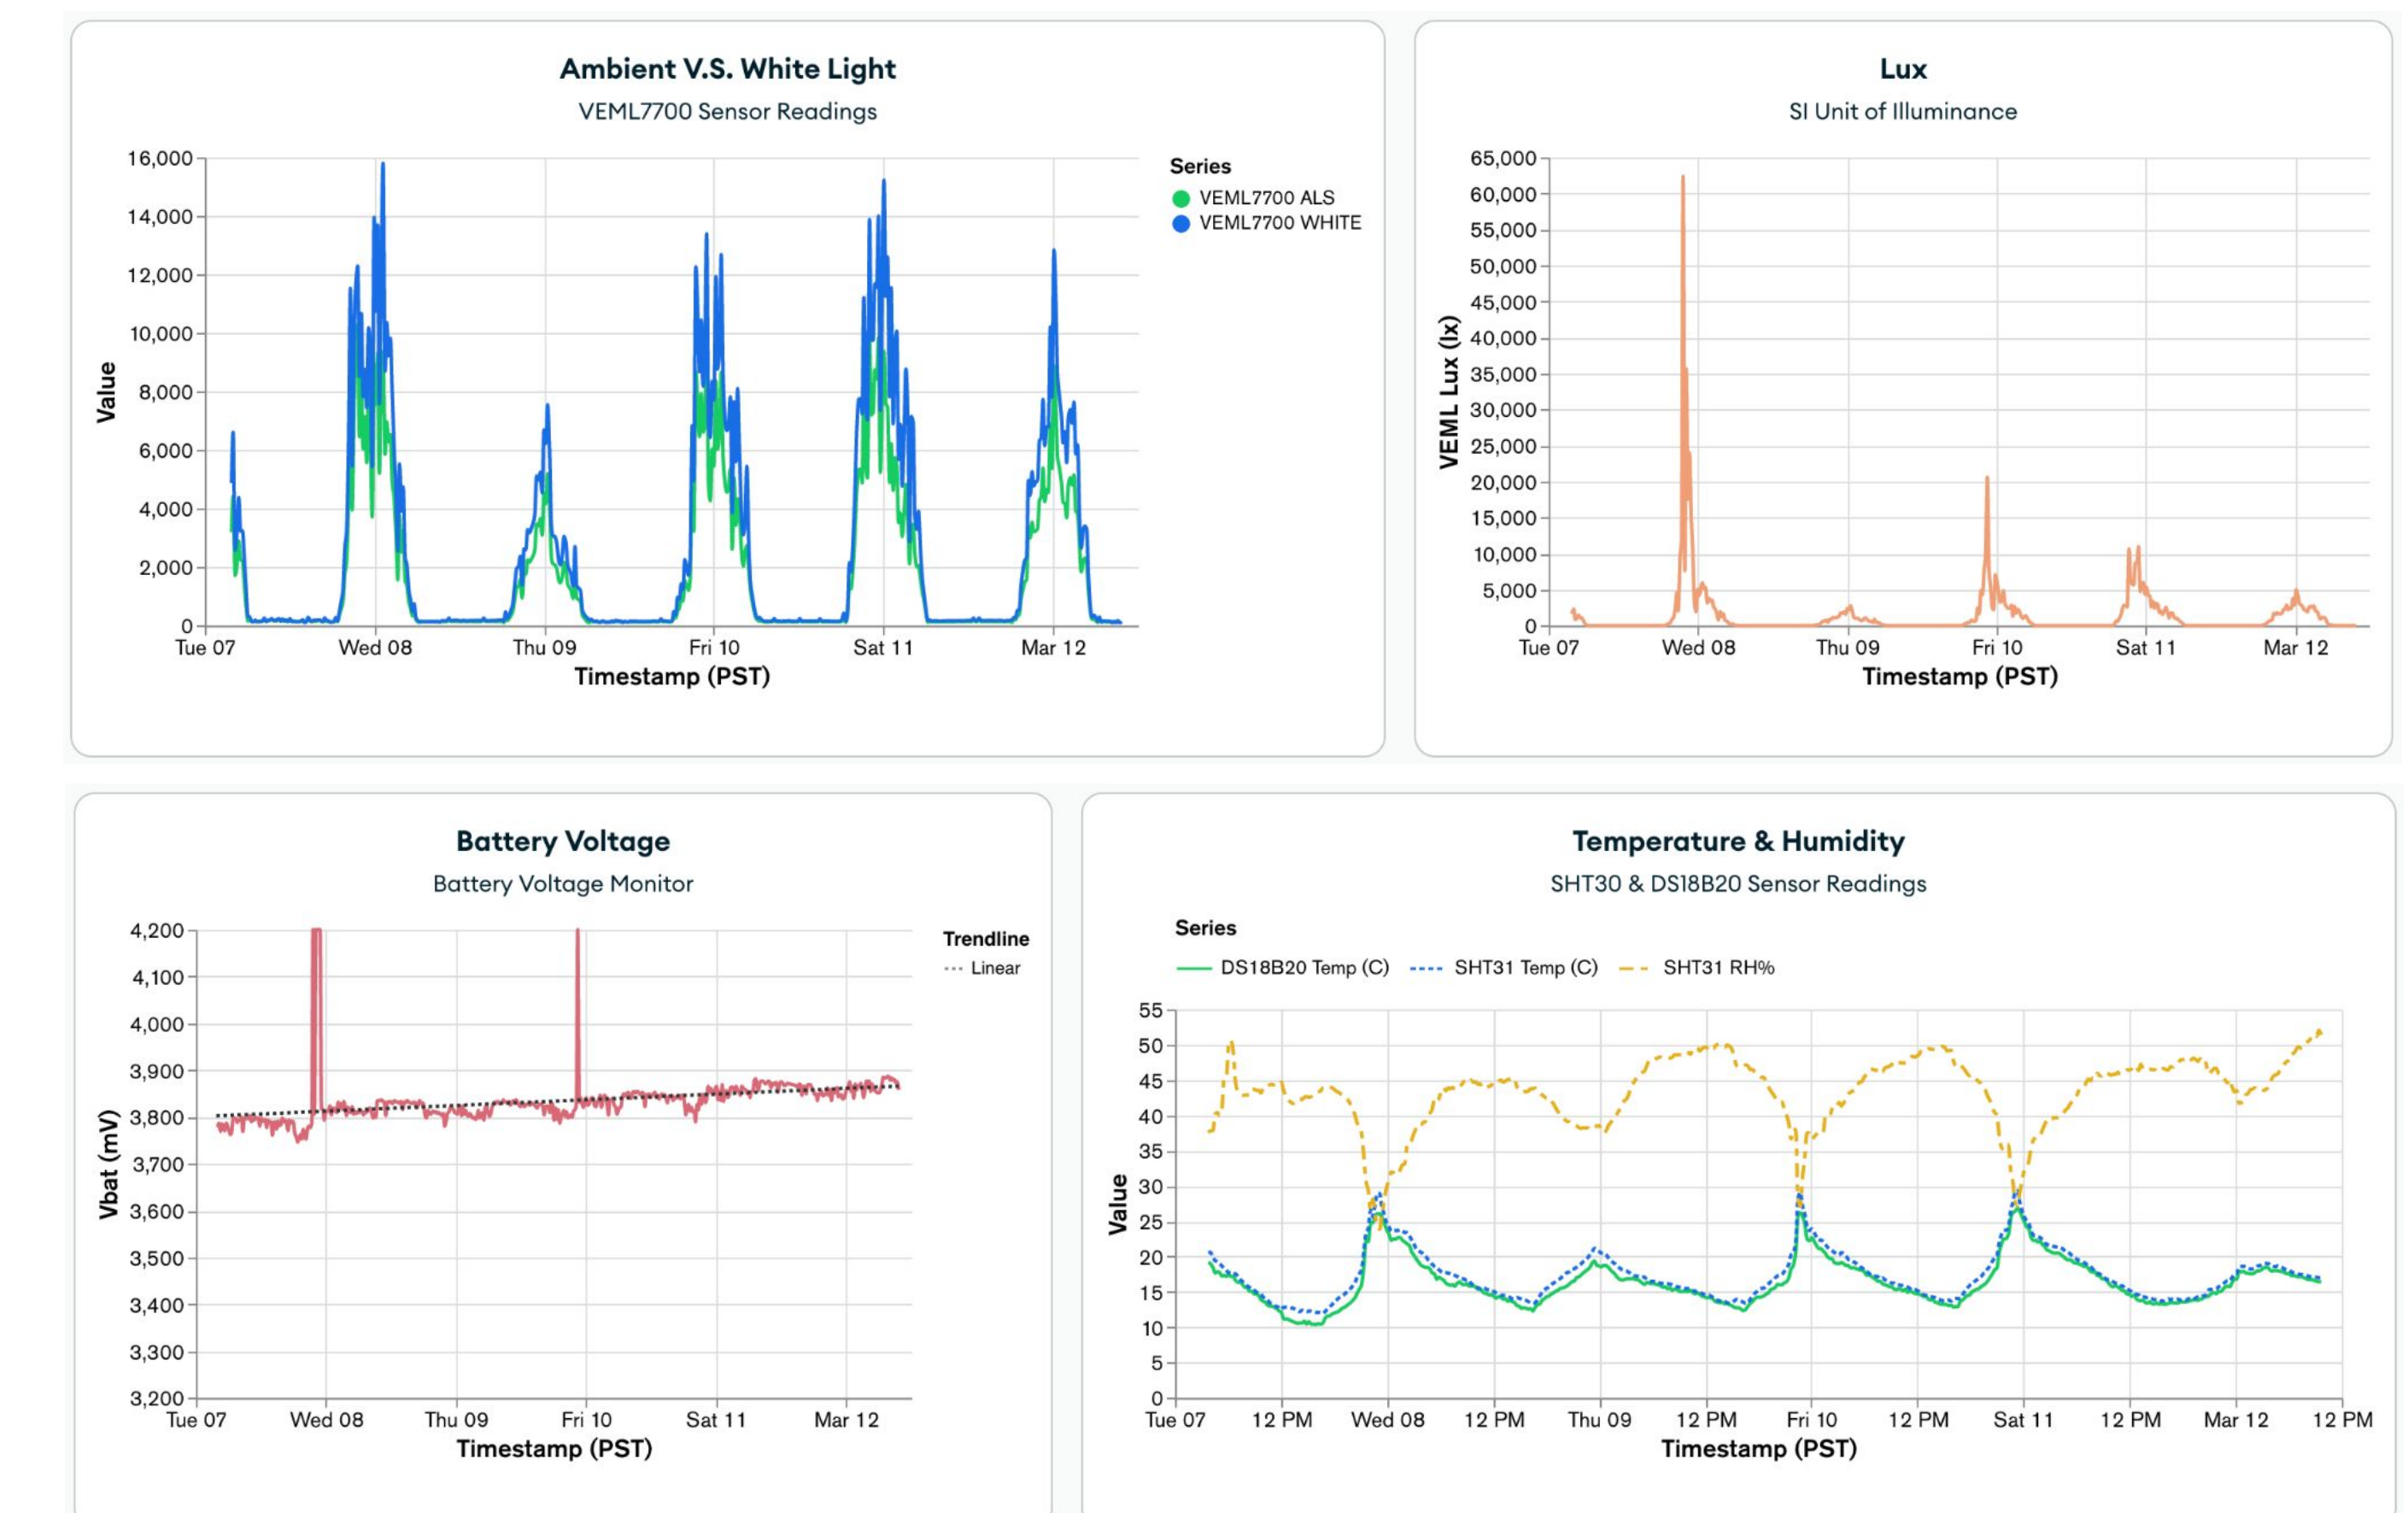 Ambient V.S. White Light
VEML7700 Sensor Readings
16,000
14,000
12,000
10,000
8,000
6,000
4,000
2,000
0
Value
Tue 07 Wed 08 Thu 09 Fri 10 Sat 11 Mar 12
Timestamp (PST)
Series
VEML7700 ALS
VEML7700 WHITE
Lux
SI Unit of Illuminance
65,000
60,000
55,000
50,000
45,000
40,000
35,000
30,000
25,000
20,000
15,000
10,000
5,000
0
VEML Lux (lx)
Tue 07 Wed 08 Thu 09 Fri 10 Sat 11 Mar 12
Timestamp (PST)
Battery Voltage
Battery Voltage Monitor
4,200
4,100
4,000
3,900
3,800
3,700
3,600
3,500
3,400
3,300
3,200
Vbat (mV)
Tue 07 Wed 08 Thu 09 Fri 10 Sat 11 Mar 12
Timestamp (PST)
Trendline
Linear
Temperature & Humidity
SHT30 & DS18B20 Sensor Readings
Series
DS18B20 Temp (C) SHT31 Temp (C) SHT31 RH%
55
50
45
40
35
30
25
20
15
10
5
0
Value
Tue 07 12 PM Wed 08 12 PM Thu 09 12 PM Fri 10 12 PM Sat 11 12 PM Mar 12 12 PM
Timestamp (PST)